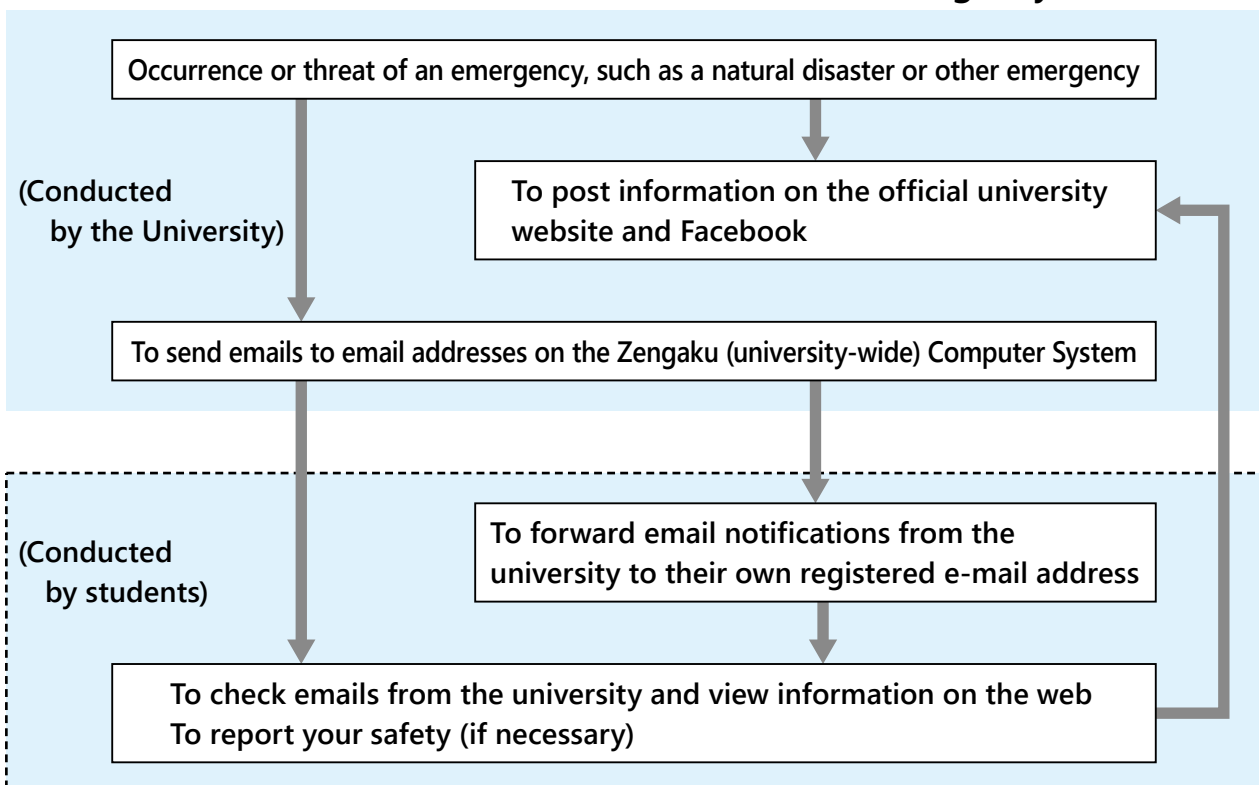 Occurrence or threat of an emergency, such as a natural disaster or other emergency
(Conducted
by the University)
To post information on the official university
website and Facebook
To send emails to email addresses on the Zengaku (university-wide) Computer System
(Conducted
by students)
To forward email notifications from the
university to their own registered e-mail address
To check emails from the university and view information on the web
To report your safety (if necessary)